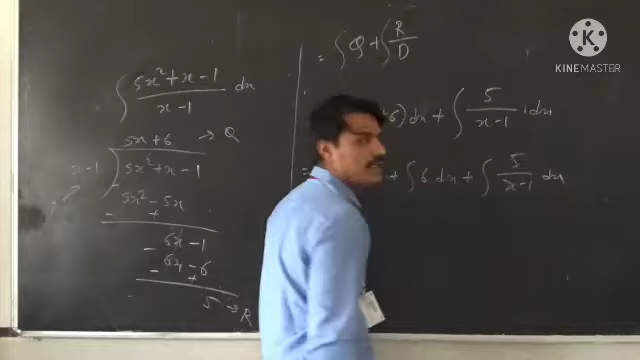 ∫ 5x² + x - 1 / x - 1 dx
5x + 6 → Q
x - 1 ) 5x² + x - 1
5x² - 5x
- +
6x - 1
6x - 6
- +
5 → R
= ∫ Q + ∫ R/D
6) dx + ∫ 5 / x-1 · dx
= + ∫ 6 dx + ∫ 5 / x-1 dx
KINEMASTER